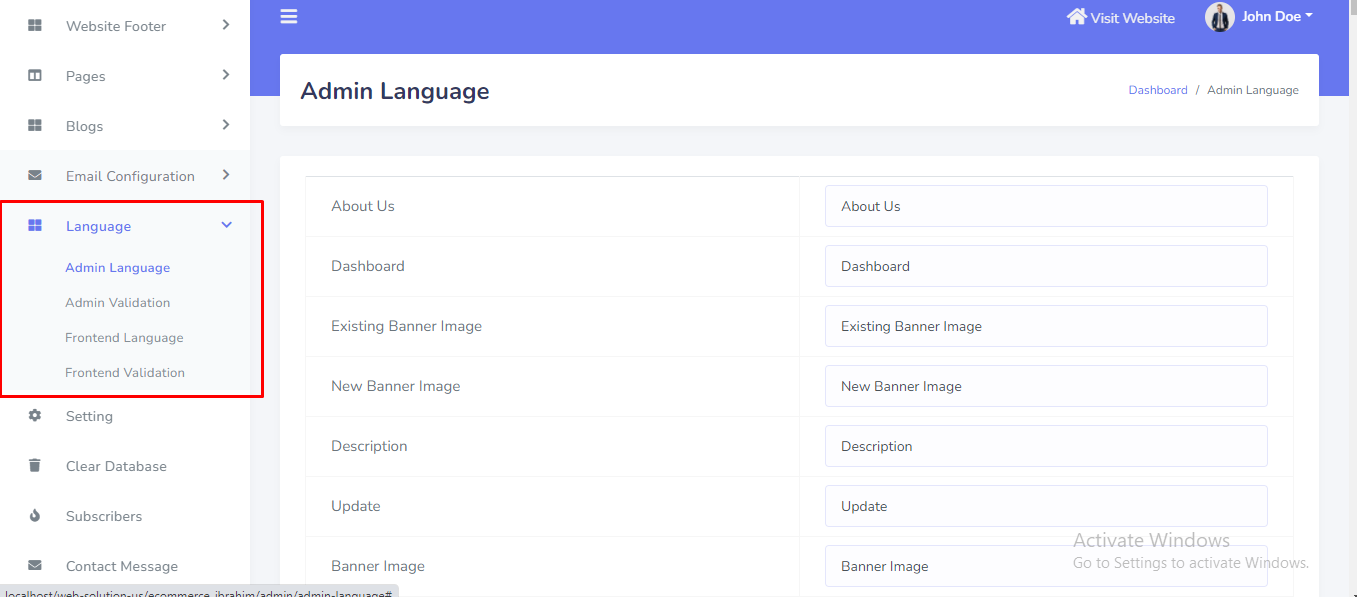 Website Footer
Pages
Blogs
Email Configuration
Language
Admin Language
Admin Validation
Frontend Language
Frontend Validation
Setting
Clear Database
Subscribers
Contact Message
Visit Website
John Doe
Admin Language
Dashboard / Admin Language
About Us About Us
Dashboard Dashboard
Existing Banner Image Existing Banner Image
New Banner Image New Banner Image
Description Description
Update Update
Banner Image Banner Image
Activate Windows
Go to Settings to activate Windows.
localhost/web-solution-us/ecommerce_ibrahim/admin/admin-language#